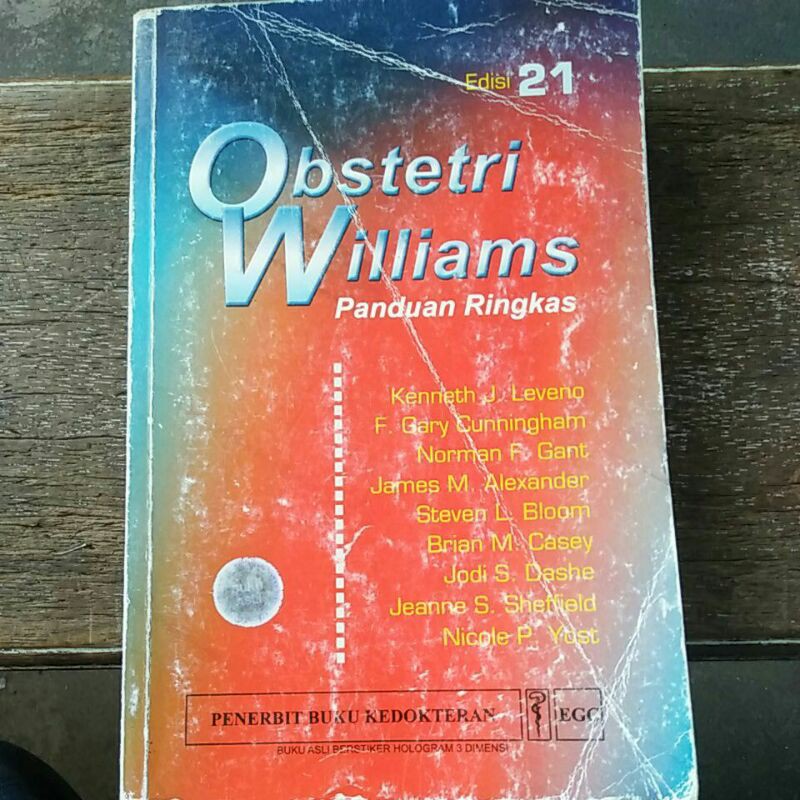 Edisi 21
Obstetri
Williams
Panduan Ringkas
Kenneth J. Leveno
F. Gary Cunningham
Norman F. Gant
James M. Alexander
Steven L. Bloom
Brian M. Casey
Jodi S. Dashe
Jeanne S. Sheffield
Nicole P. Yost
PENERBIT BUKU KEDOKTERAN EGC
BUKU ASLI BERSTIKER HOLOGRAM 3 DIMENSI